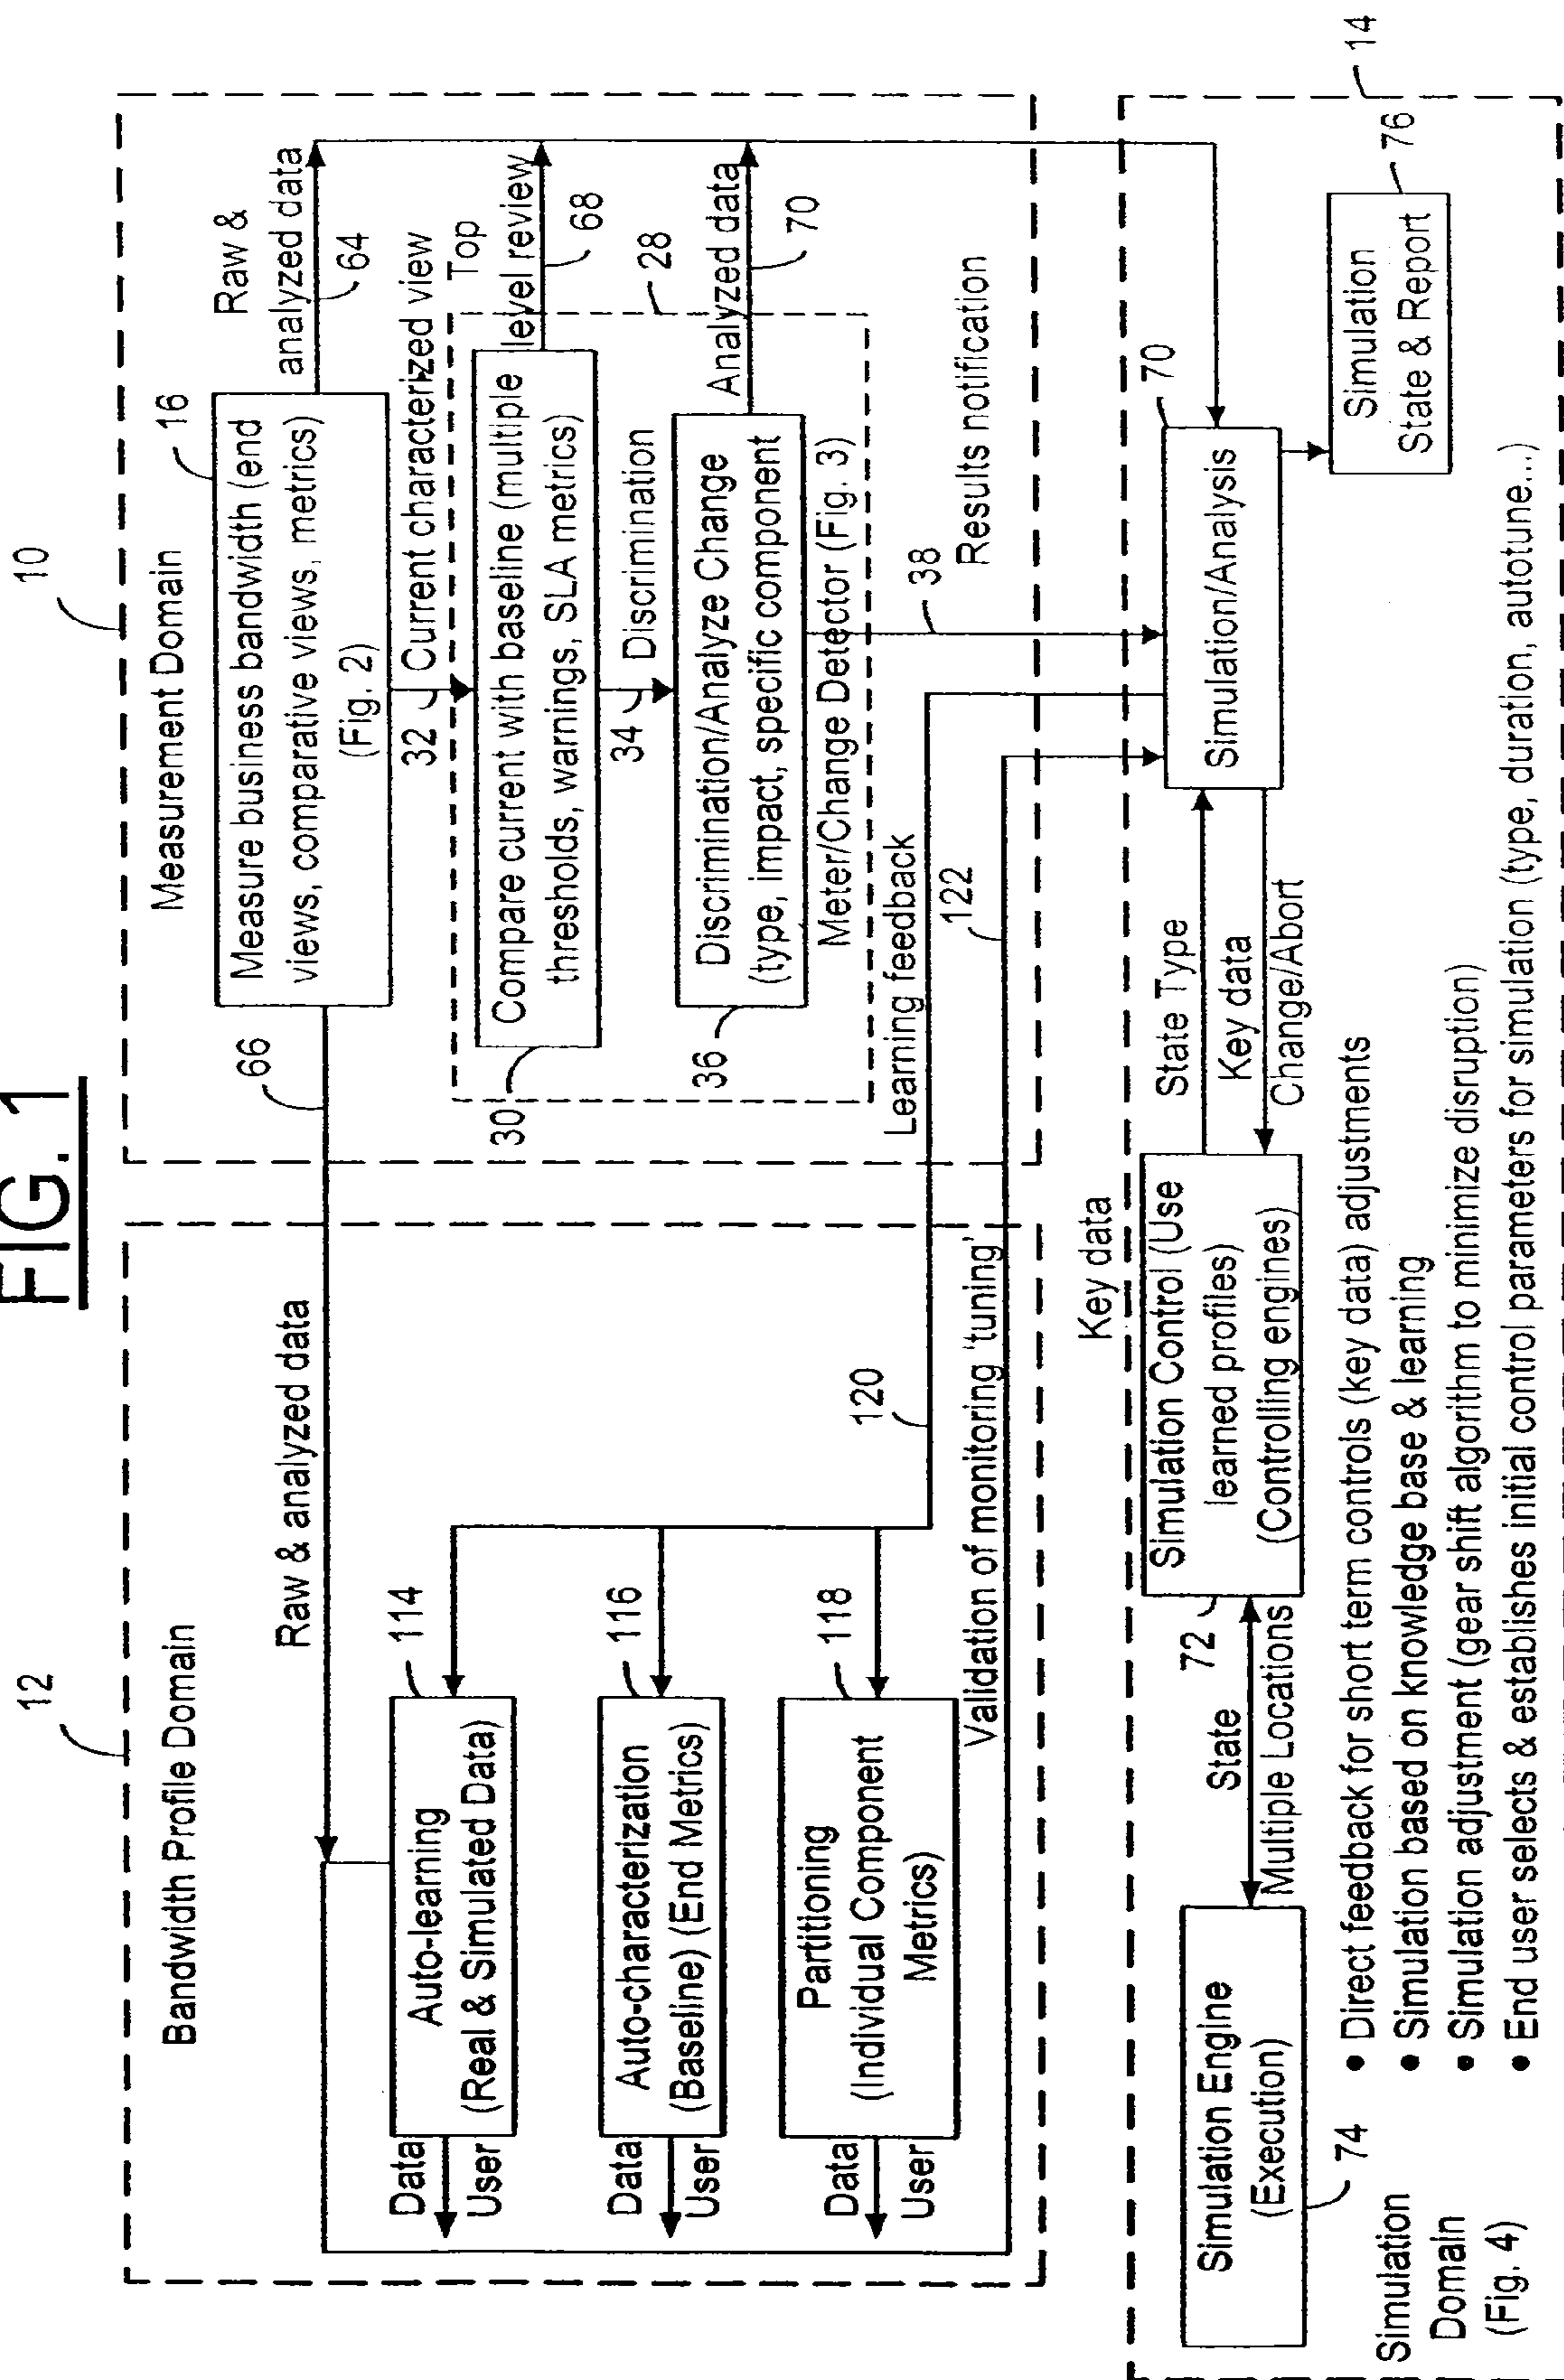 FIG. 1
12
10
Bandwidth Profile Domain
Measurement Domain
Raw & analyzed data
66
Measure business bandwidth (end
views, comparative views, metrics)
(Fig. 2)
16
Raw &
analyzed data
64
32
Current characterized view
Top
level review
68
28
30
Compare current with baseline (multiple
thresholds, warnings, SLA metrics)
34
Discrimination
36
Discrimination/Analyze Change
(type, impact, specific component
Analyzed data
70
Meter/Change Detector (Fig. 3)
Data
User
Auto-learning
(Real & Simulated Data)
114
Data
User
Auto-characterization
(Baseline) (End Metrics)
116
Data
User
Partitioning
(Individual Component
Metrics)
118
120
Learning feedback
122
38
Results notification
Validation of monitoring 'tuning'
Key data
14
Simulation Engine
(Execution)
74
State
Multiple Locations
72
Simulation Control (Use
learned profiles)
(Controlling engines)
State Type
Key data
Change/Abort
Simulation/Analysis
70
Simulation
State & Report
76
Simulation
Domain
(Fig. 4)
• Direct feedback for short term controls (key data) adjustments
• Simulation based on knowledge base & learning
• Simulation adjustment (gear shift algorithm to minimize disruption)
• End user selects & establishes initial control parameters for simulation (type, duration, autotune...)